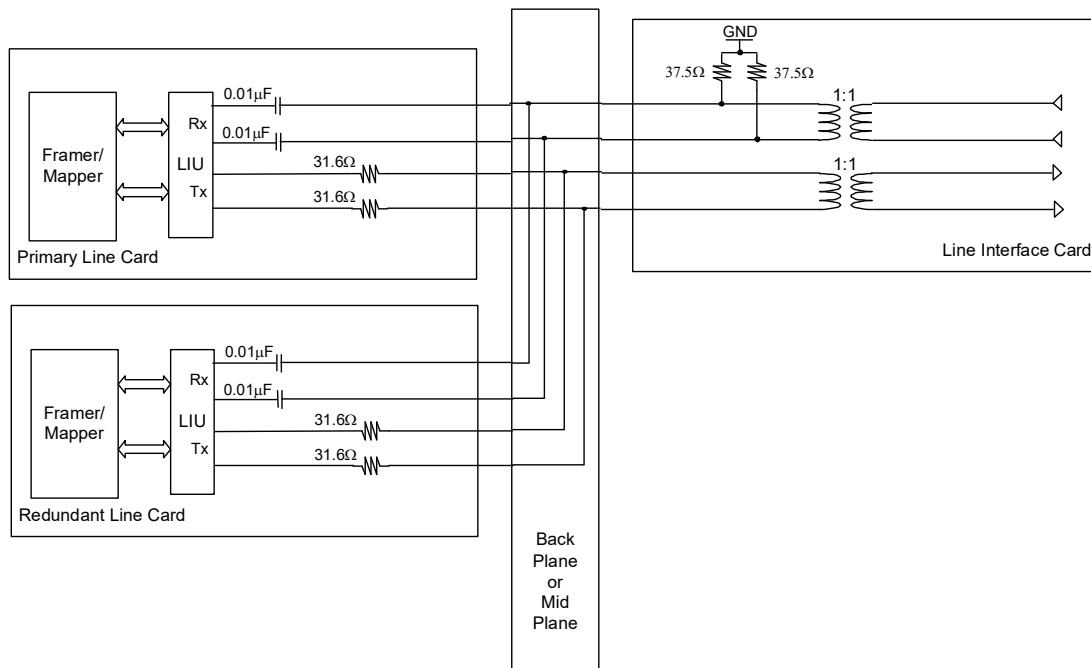 GND
37.5Ω 37.5Ω
0.01μF
1:1
Rx
0.01μF
Framer/
Mapper
LIU
31.6Ω
1:1
Tx
31.6Ω
Primary Line Card
Line Interface Card
0.01μF
Rx
0.01μF
Framer/
Mapper
LIU
31.6Ω
Tx
31.6Ω
Redundant Line Card
Back
Plane
or
Mid
Plane